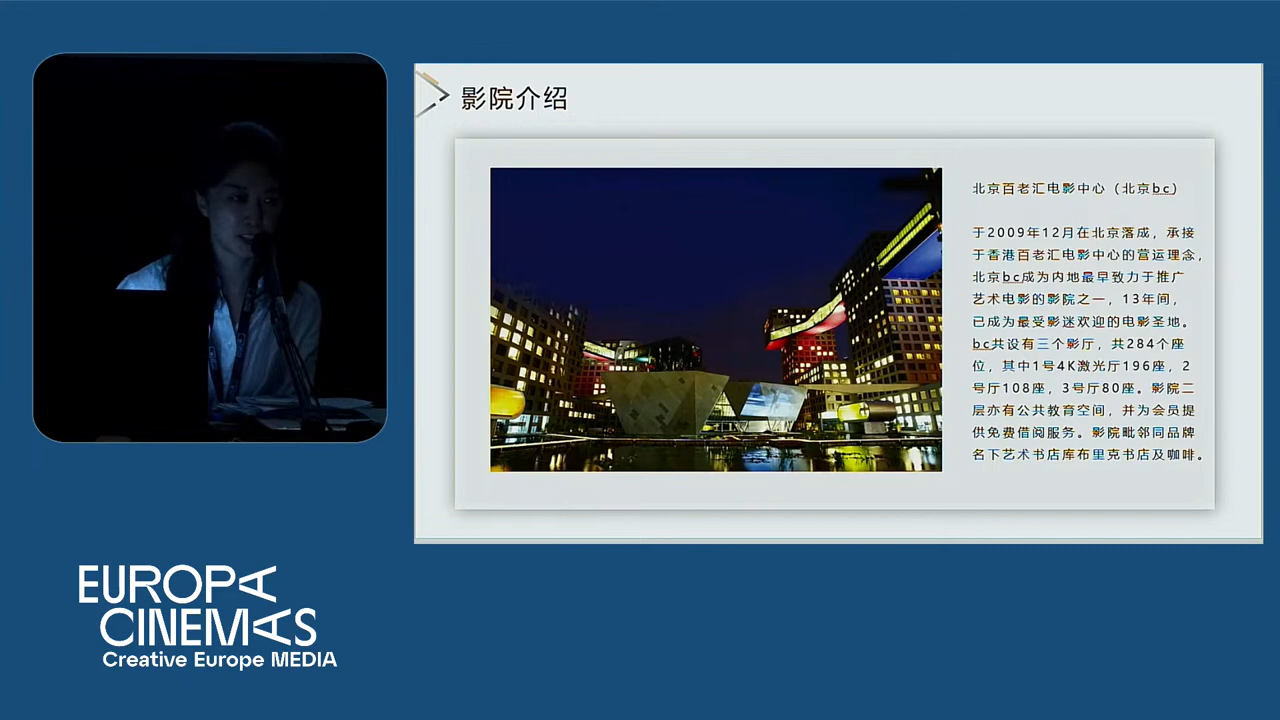 影院介绍
北京百老汇电影中心（北京bc）
于2009年12月在北京落成，承接
于香港百老汇电影中心的营运理念，
北京bc成为内地最早致力于推广
艺术电影的影院之一，13年间，
已成为最受影迷欢迎的电影圣地。
bc共设有三个影厅，共284个座
位，其中1号4K激光厅196座，2
号厅108座，3号厅80座。影院二
层亦有公共教育空间，并为会员提
供免费借阅服务。影院毗邻同品牌
名下艺术书店库布里克书店及咖啡。
EUROPA
CINEMAS
Creative Europe MEDIA